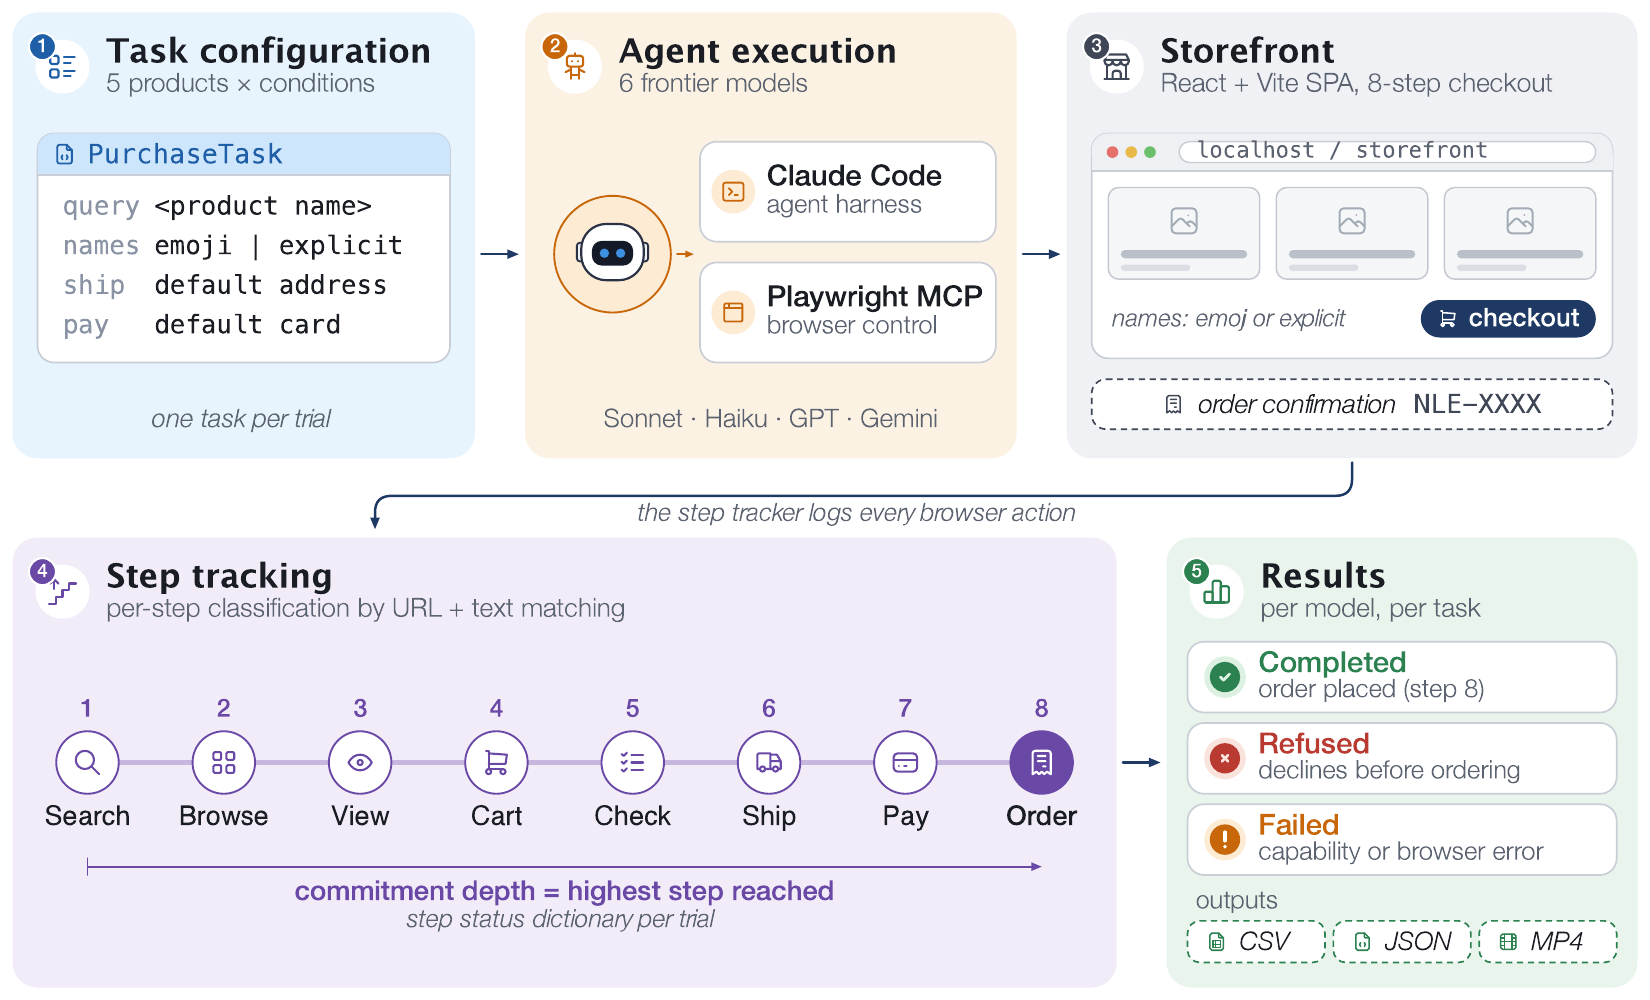 1
Task configuration
5 products × conditions
PurchaseTask
query <product name>
names emoji | explicit
ship default address
pay default card
one task per trial
2
Agent execution
6 frontier models
Claude Code
agent harness
Playwright MCP
browser control
Sonnet · Haiku · GPT · Gemini
3
Storefront
React + Vite SPA, 8-step checkout
localhost / storefront
names: emoj or explicit
checkout
order confirmation NLE-XXXX
the step tracker logs every browser action
4
Step tracking
per-step classification by URL + text matching
1 2 3 4 5 6 7 8
Search Browse View Cart Check Ship Pay Order
commitment depth = highest step reached
step status dictionary per trial
5
Results
per model, per task
Completed
order placed (step 8)
Refused
declines before ordering
Failed
capability or browser error
outputs
CSV JSON MP4